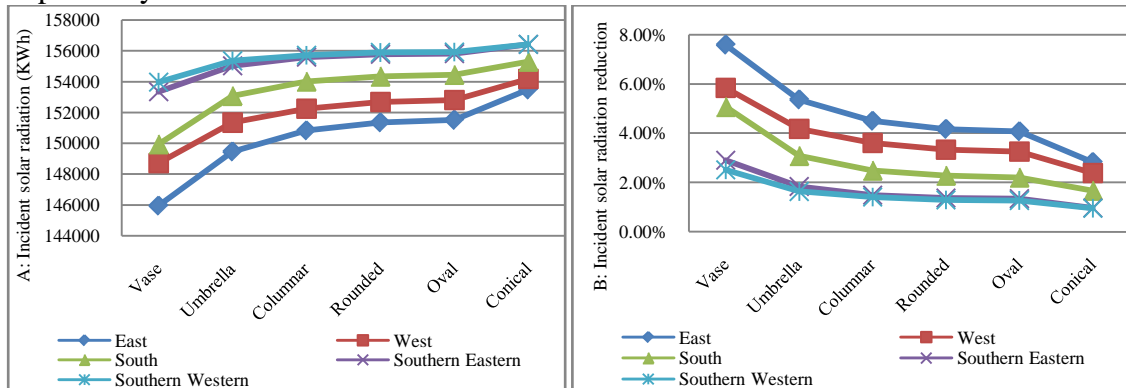 A: Incident solar radiation (KWh)
158000
156000
154000
152000
150000
148000
146000
144000
Vase
Umbrella
Columnar
Rounded
Oval
Conical
East
West
South
Southern Eastern
Southern Western
B: Incident solar radiation reduction
8.00%
6.00%
4.00%
2.00%
0.00%
Vase
Umbrella
Columnar
Rounded
Oval
Conical
East
West
South
Southern Eastern
Southern Western